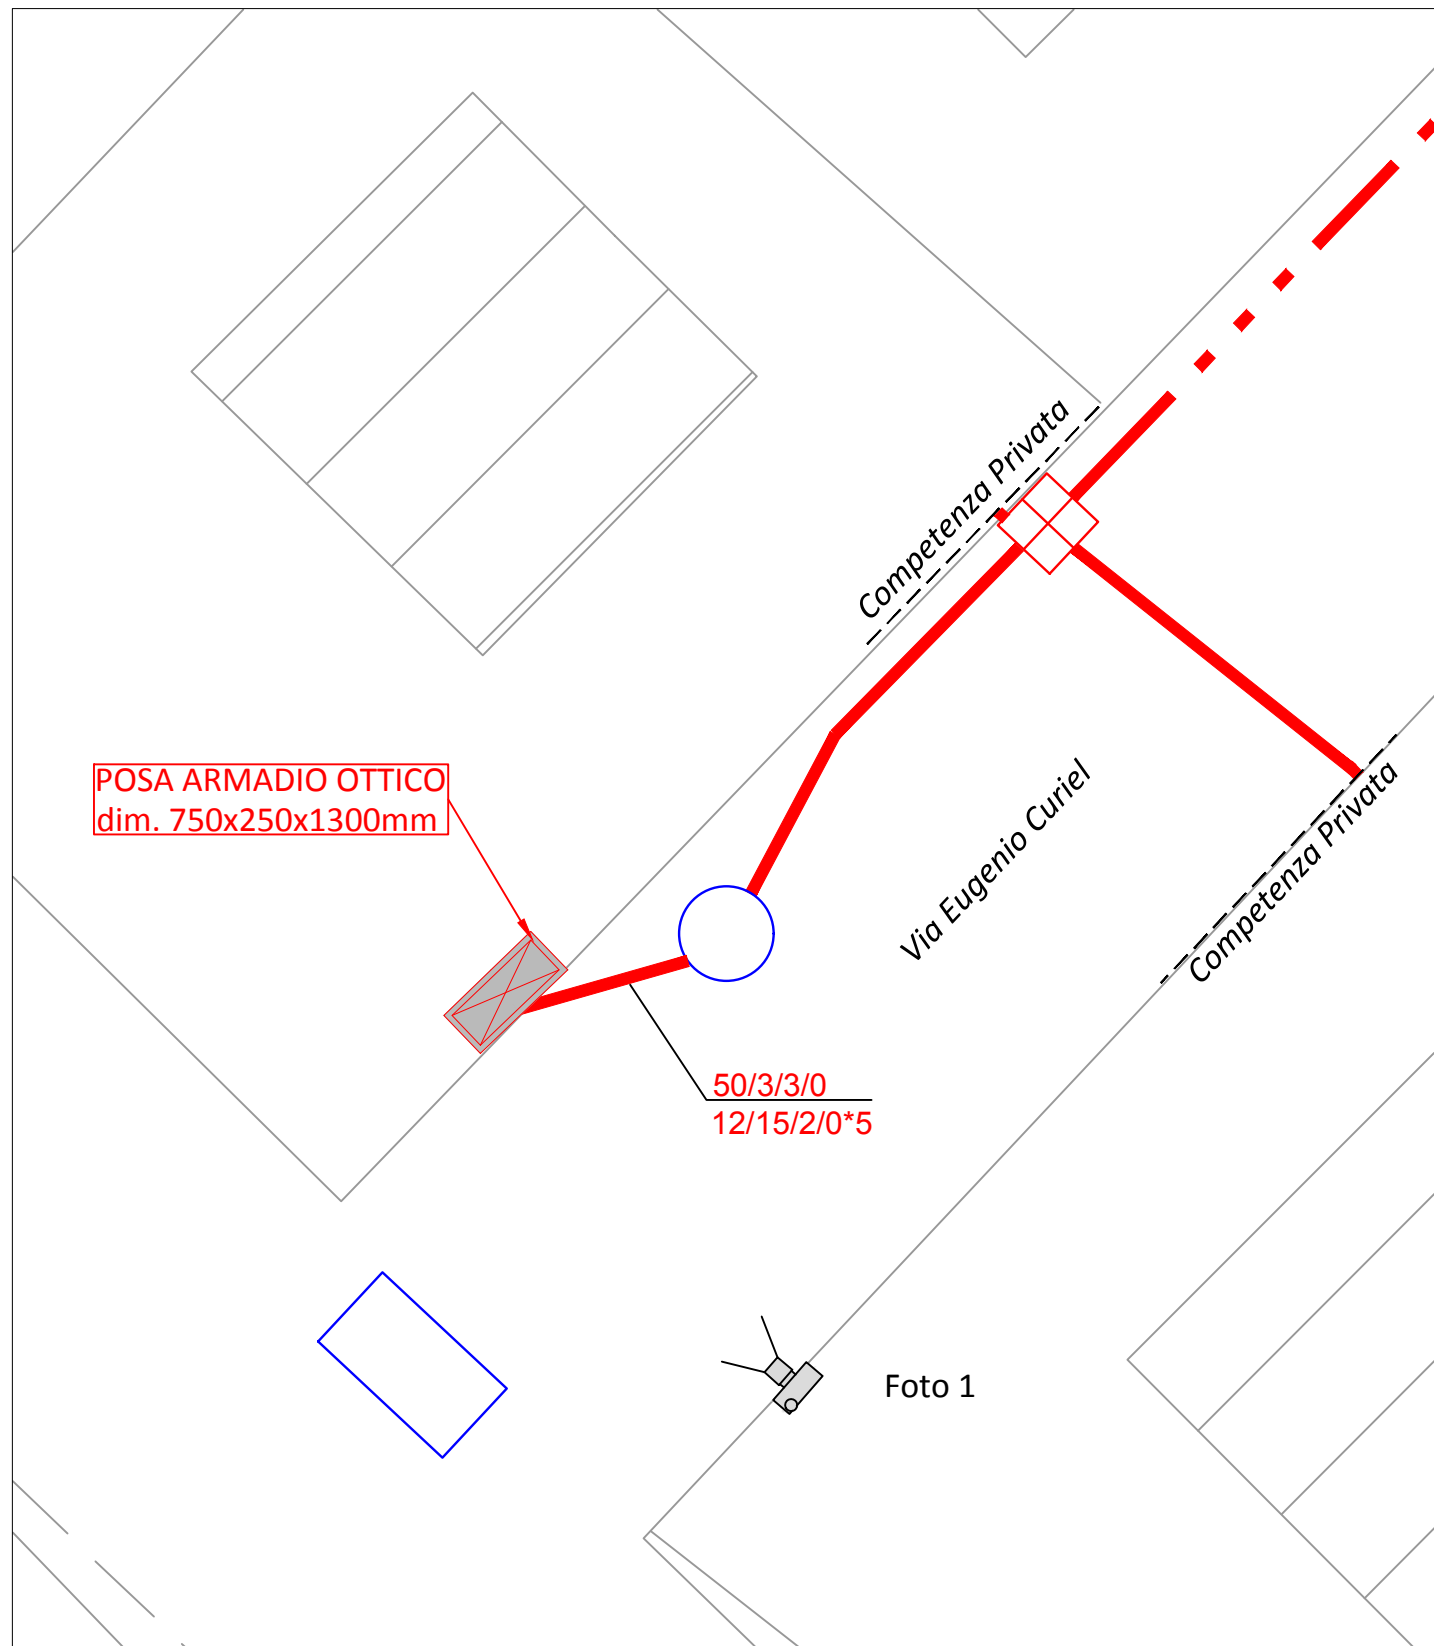 Competenza Privata
POSA ARMADIO OTTICO
dim. 750x250x1300mm
Via Eugenio Curiel
Competenza Privata
50/3/3/0
12/15/2/0*5
Foto 1